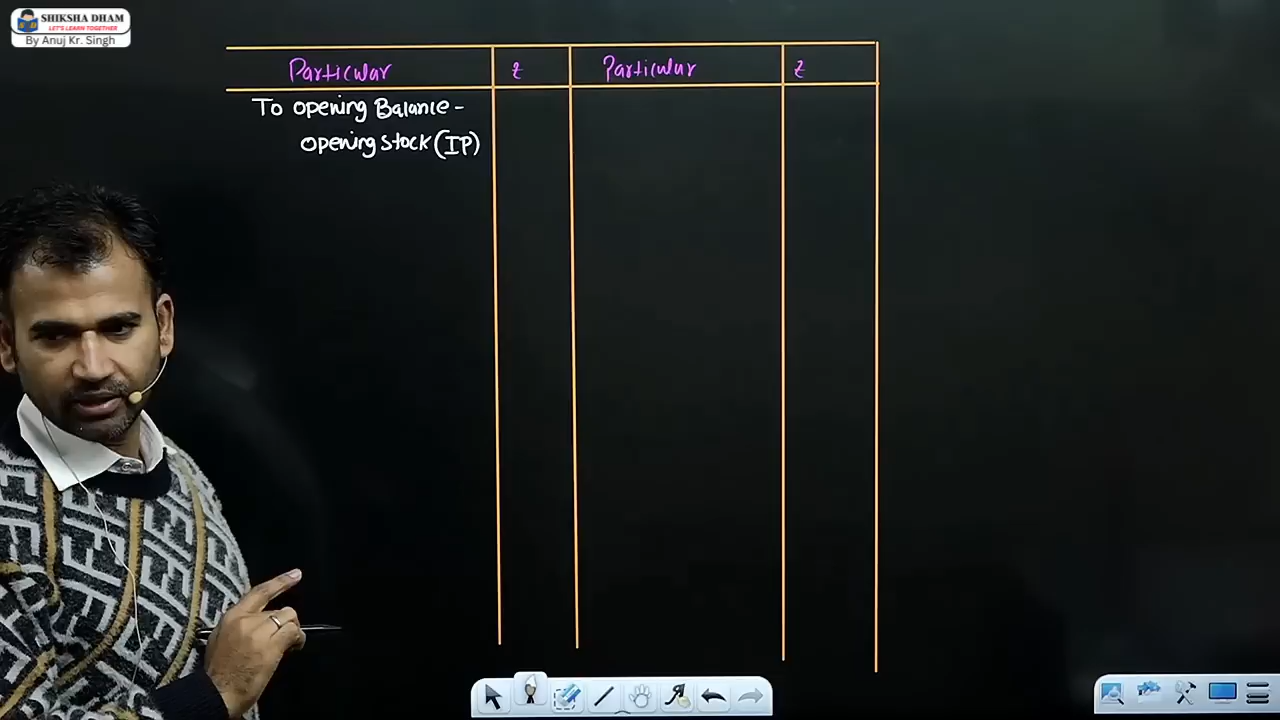 SHIKSHA DHAM
LET'S LEARN TOGETHER
By Anuj Kr. Singh
Particular ₹ Particular ₹
To opening Balance -
opening stock (IP)